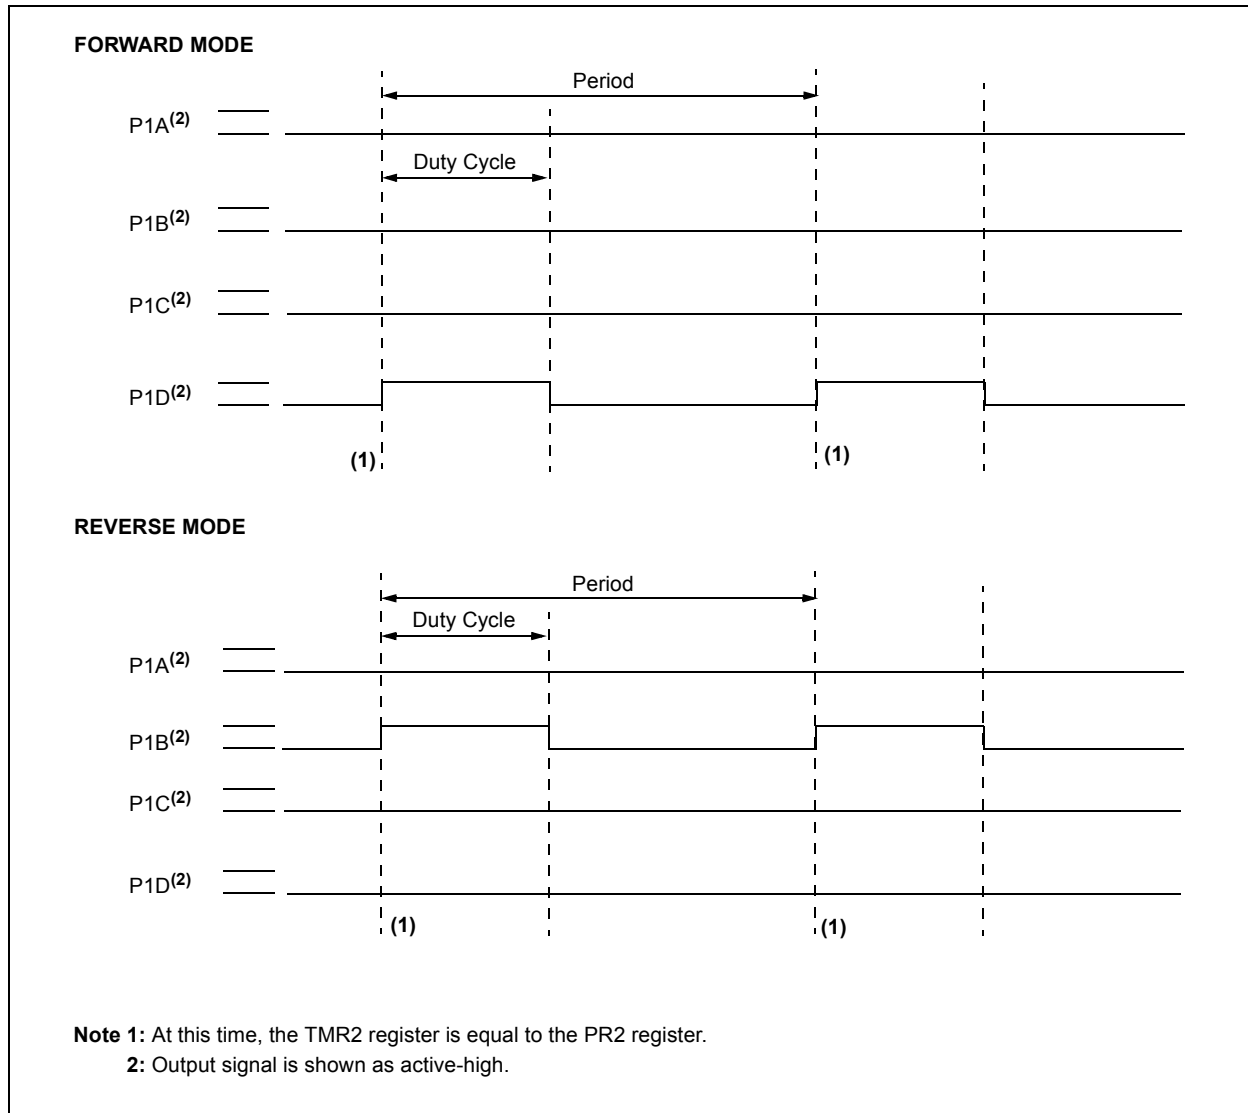 FORWARD MODE
Period
P1A(2)
Duty Cycle
P1B(2)
P1C(2)
P1D(2)
(1)
(1)
REVERSE MODE
Period
Duty Cycle
P1A(2)
P1B(2)
P1C(2)
P1D(2)
(1)
(1)
Note 1: At this time, the TMR2 register is equal to the PR2 register.
2: Output signal is shown as active-high.